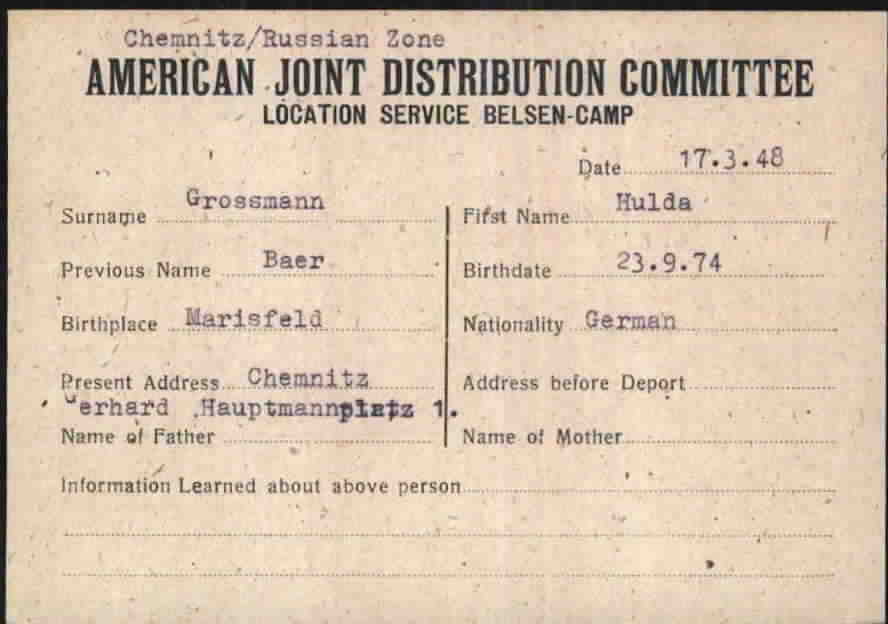 Chemnitz/Russian Zone
AMERICAN JOINT DISTRIBUTION COMMITTEE
LOCATION SERVICE BELSEN-CAMP
Date 17.3.48
Surname Grossmann
First Name Hulda
Previous Name Baer
Birthdate 23.9.74
Birthplace Marisfeld
Nationality German
Present Address Chemnitz
Address before Deport
Gerhard Hauptmannplatz 1.
Name of Father
Name of Mother
Information Learned about above person